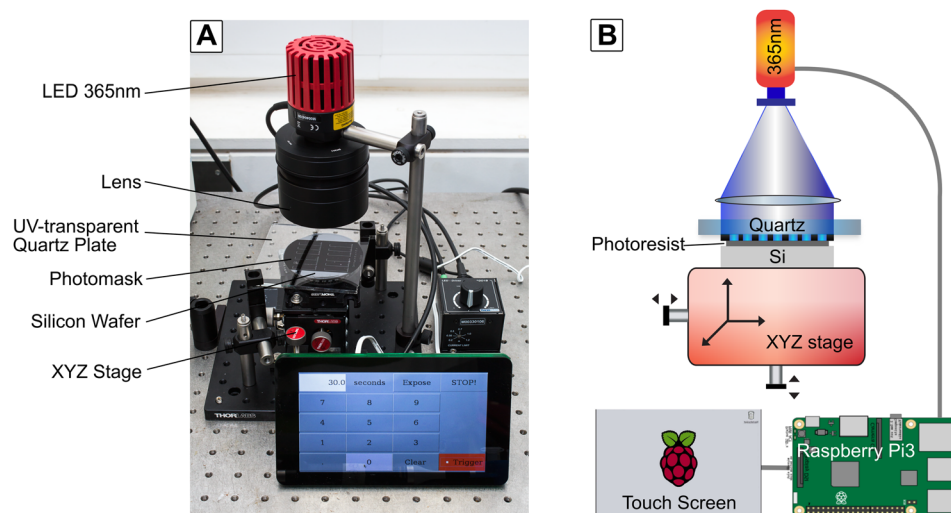 A
LED 365nm
Lens
UV-transparent
Quartz Plate
Photomask
Silicon Wafer
XYZ Stage
THORLABS
30.0 seconds Expose STOP!
7 8 9
4 5 6
1 2 3
0 Clear Trigger
B
365nm
Quartz
Photoresist
Si
XYZ stage
Raspberry Pi3
Touch Screen